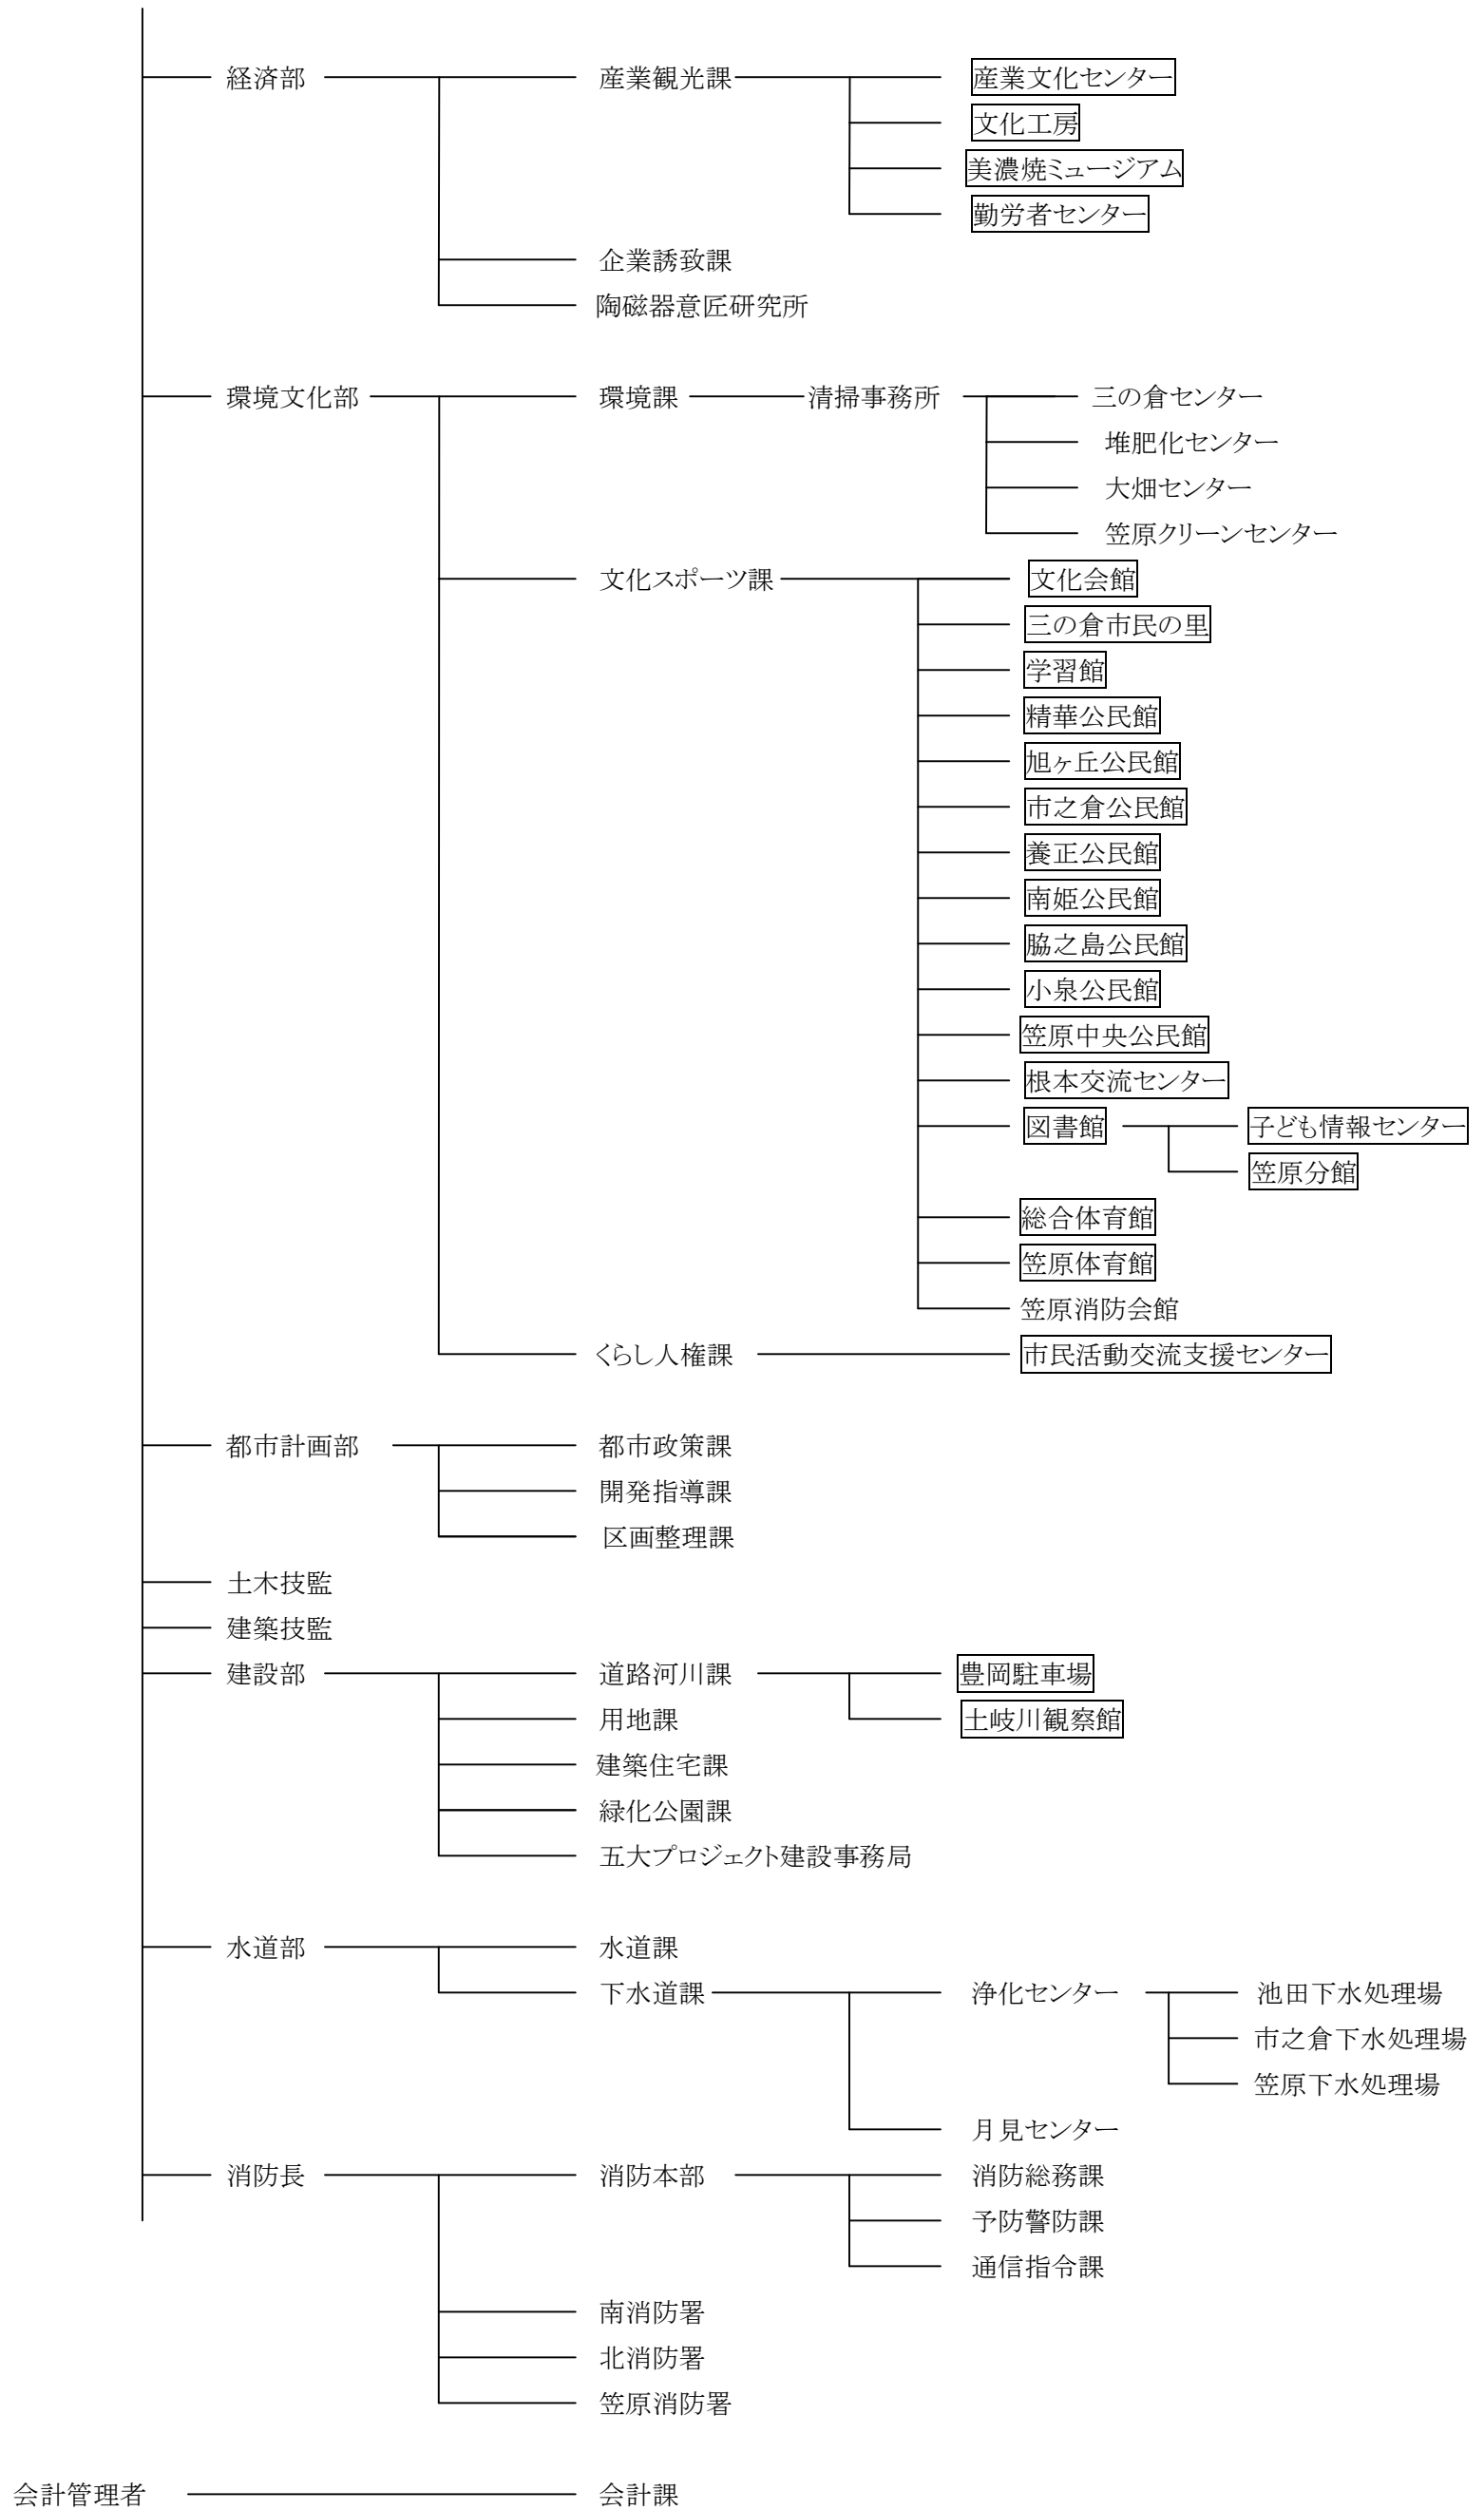 経済部 産業観光課 産業文化センター
文化工房
美濃焼ミュージアム
勤労者センター
企業誘致課
陶磁器意匠研究所
環境文化部 環境課 清掃事務所 三の倉センター
堆肥化センター
大畑センター
笠原クリーンセンター
文化スポーツ課 文化会館
三の倉市民の里
学習館
精華公民館
旭ヶ丘公民館
市之倉公民館
養正公民館
南姫公民館
脇之島公民館
小泉公民館
笠原中央公民館
根本交流センター
図書館 子ども情報センター
笠原分館
総合体育館
笠原体育館
笠原消防会館
くらし人権課 市民活動交流支援センター
都市計画部 都市政策課
開発指導課
区画整理課
土木技監
建築技監
建設部 道路河川課 豊岡駐車場
用地課 土岐川観察館
建築住宅課
緑化公園課
五大プロジェクト建設事務局
水道部 水道課
下水道課 浄化センター 池田下水処理場
市之倉下水処理場
笠原下水処理場
月見センター
消防長 消防本部 消防総務課
予防警防課
通信指令課
南消防署
北消防署
笠原消防署
会計管理者 会計課